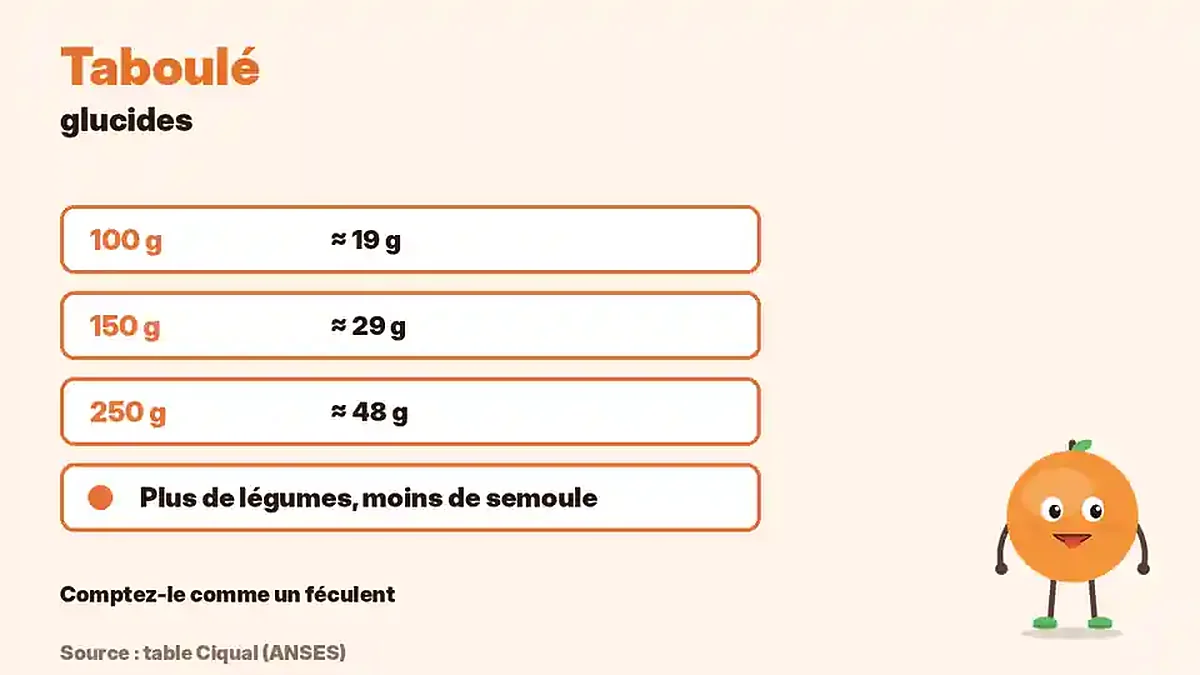 Taboulé
glucides
100 g ≈ 19 g
150 g ≈ 29 g
250 g ≈ 48 g
Plus de légumes, moins de semoule
Comptez-le comme un féculent
Source : table Ciqual (ANSES)